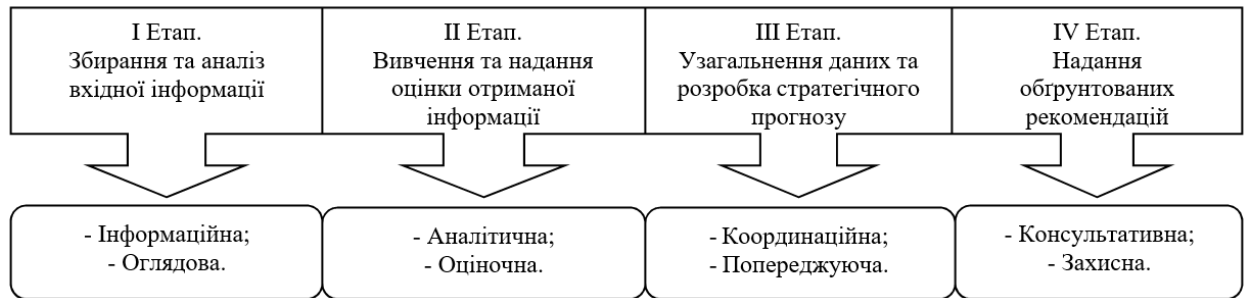 I Етап.
Збирання та аналіз
вхідної інформації
II Етап.
Вивчення та надання
оцінки отриманої
інформації
III Етап.
Узагальнення даних та
розробка стратегічного
прогнозу
IV Етап.
Надання
обґрунтованих
рекомендацій
- Інформаційна;
- Оглядова.
- Аналітична;
- Оціночна.
- Координаційна;
- Попереджуюча.
- Консультативна;
- Захисна.